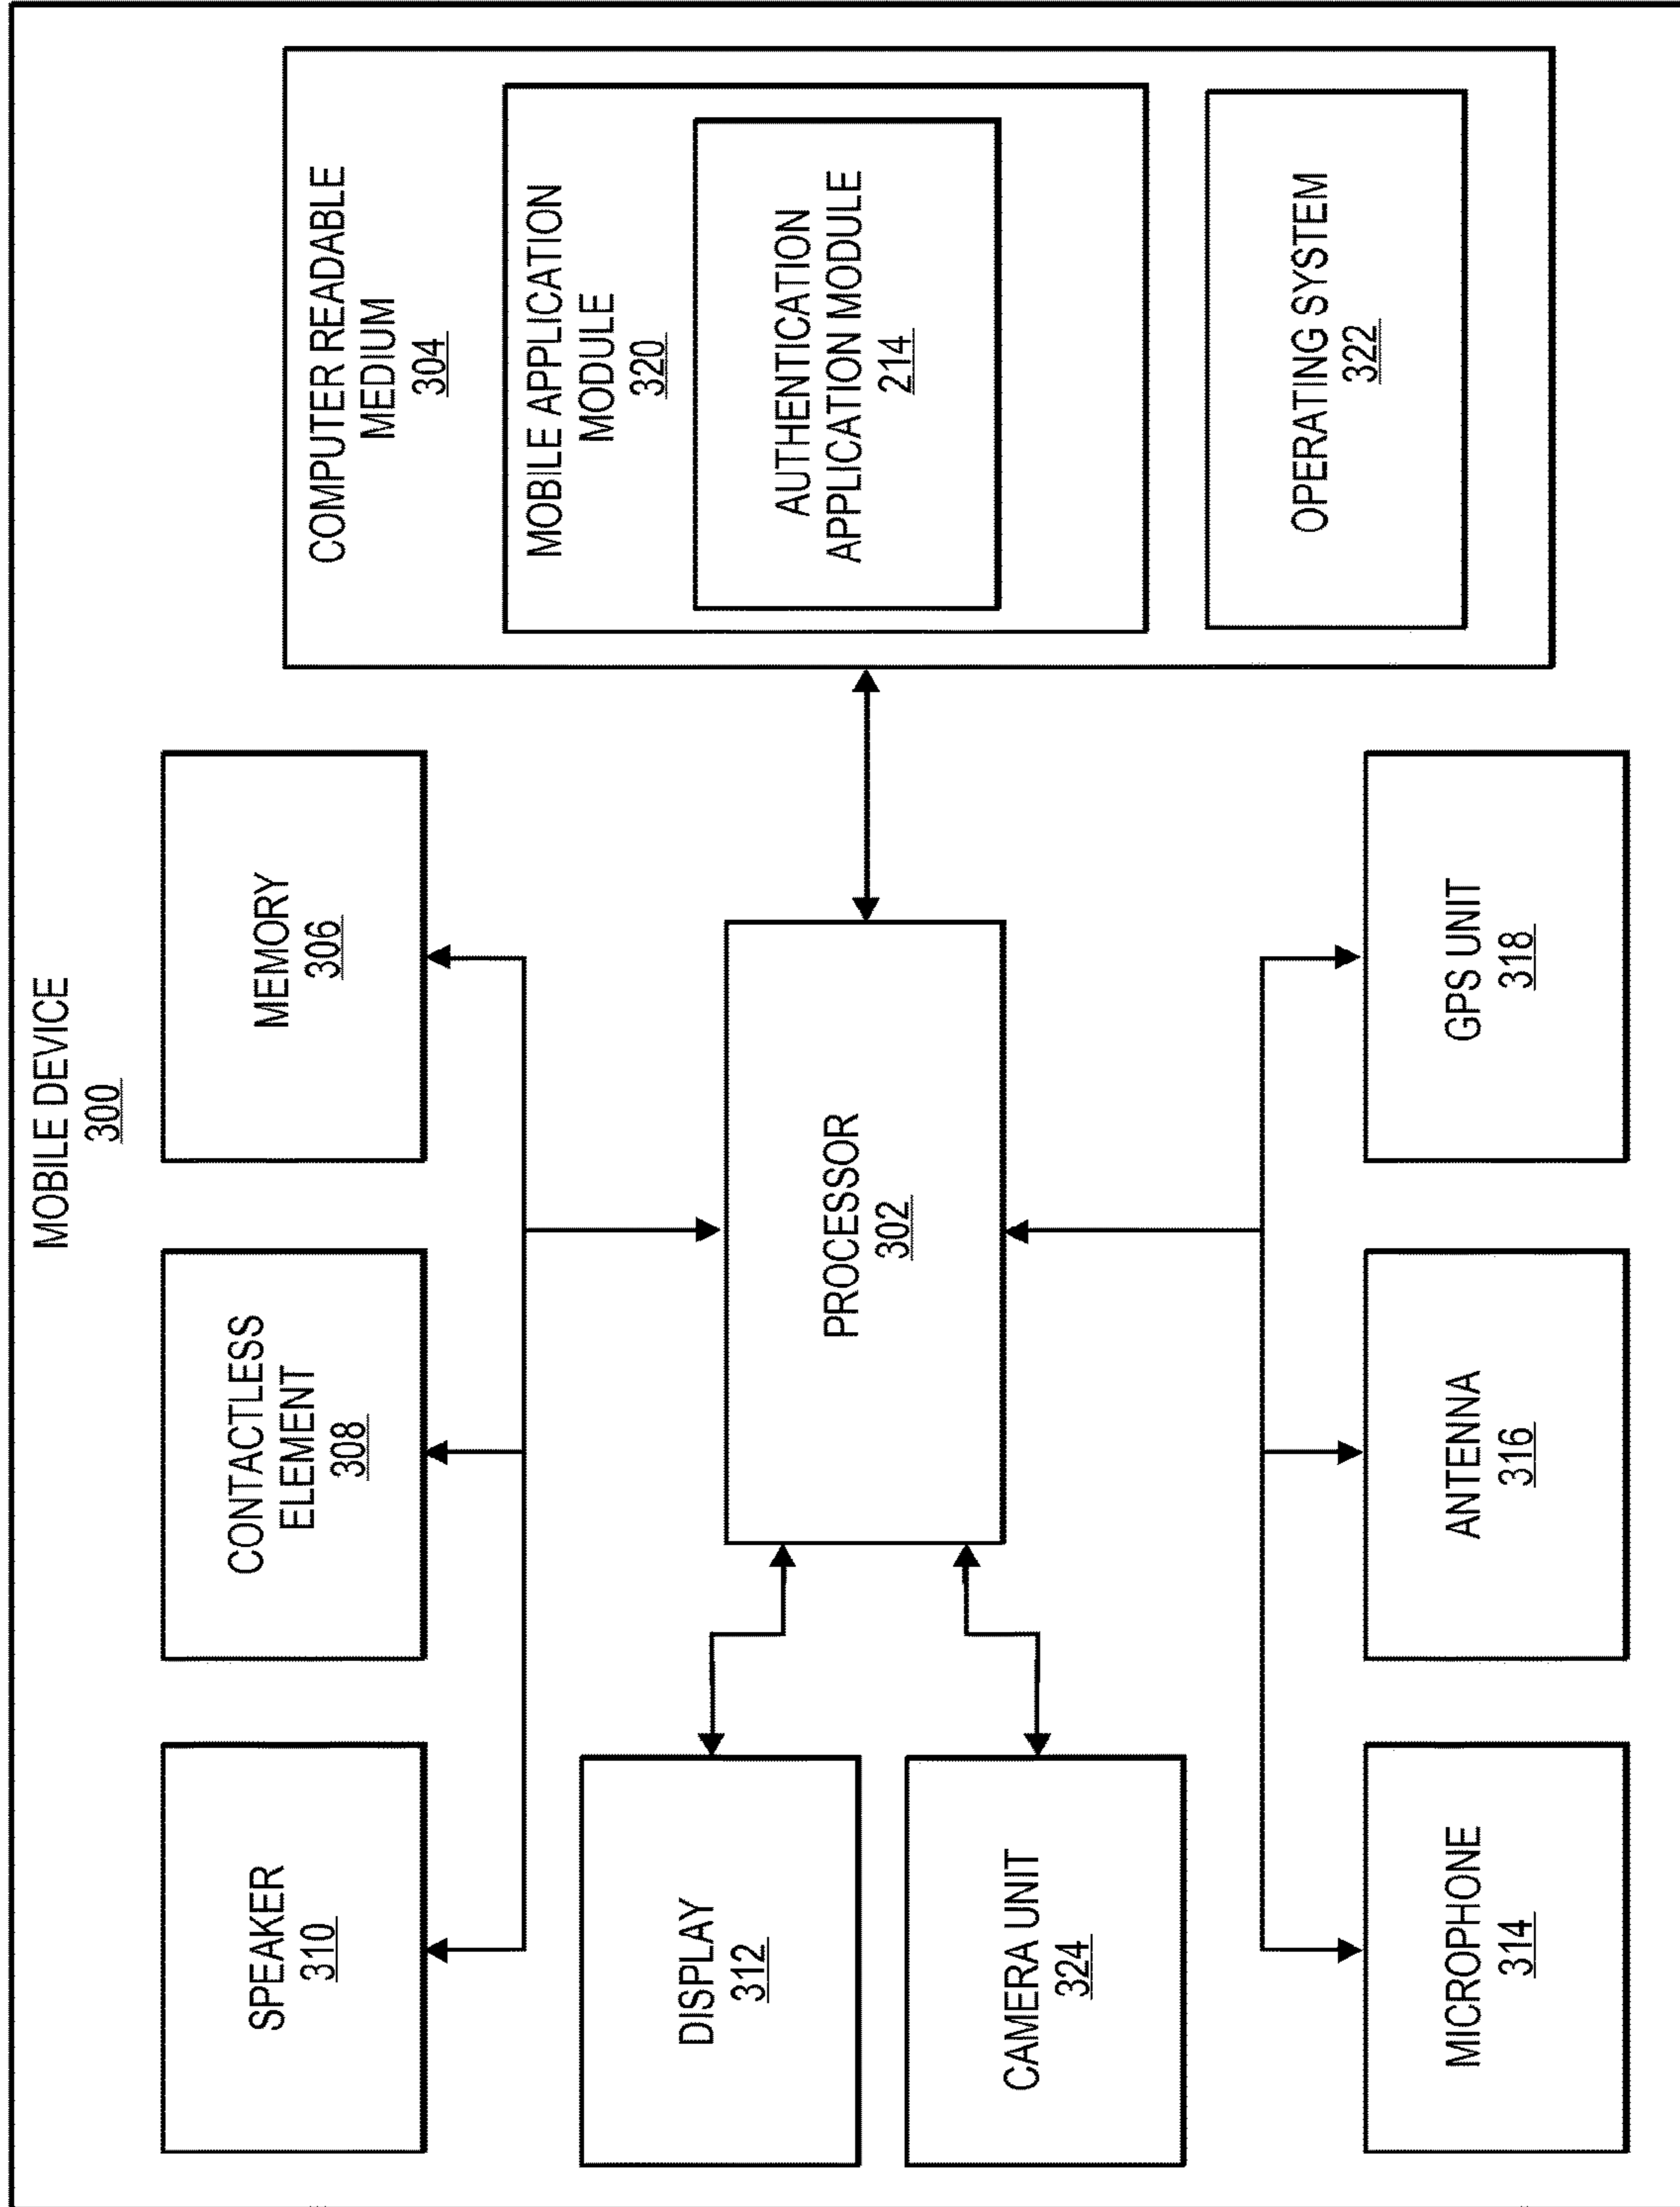 MOBILE DEVICE
300
SPEAKER
310
CONTACTLESS
ELEMENT
308
MEMORY
306
COMPUTER READABLE
MEDIUM
304
MOBILE APPLICATION
MODULE
320
AUTHENTICATION
APPLICATION MODULE
214
OPERATING SYSTEM
322
DISPLAY
312
PROCESSOR
302
CAMERA UNIT
324
MICROPHONE
314
ANTENNA
316
GPS UNIT
318